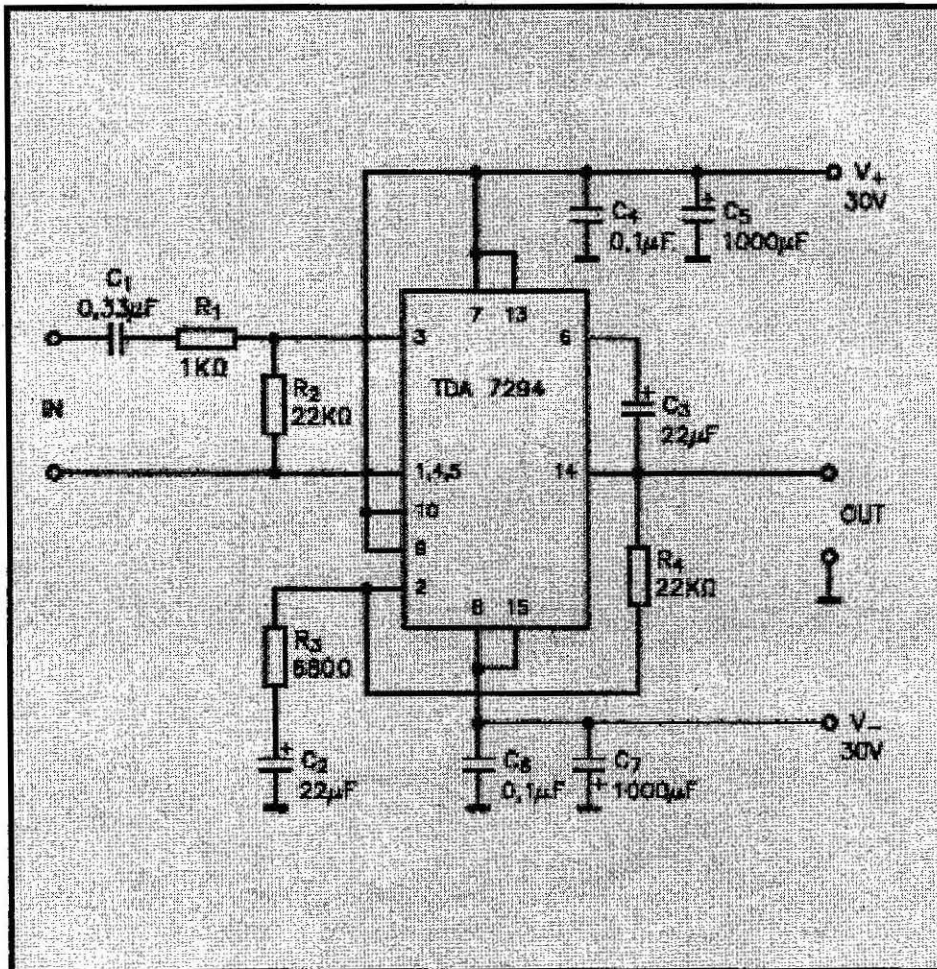 V+
30V
C4
0.1µF
C5
1000µF
C1
0.33µF
R1
1KΩ
7 13
3
6
TDA 7294
R2
22KΩ
C3
22µF
IN
1,4,5
14
10
OUT
9
2
R4
22KΩ
8 15
R3
680Ω
V-
30V
C2
22µF
C6
0.1µF
C7
1000µF